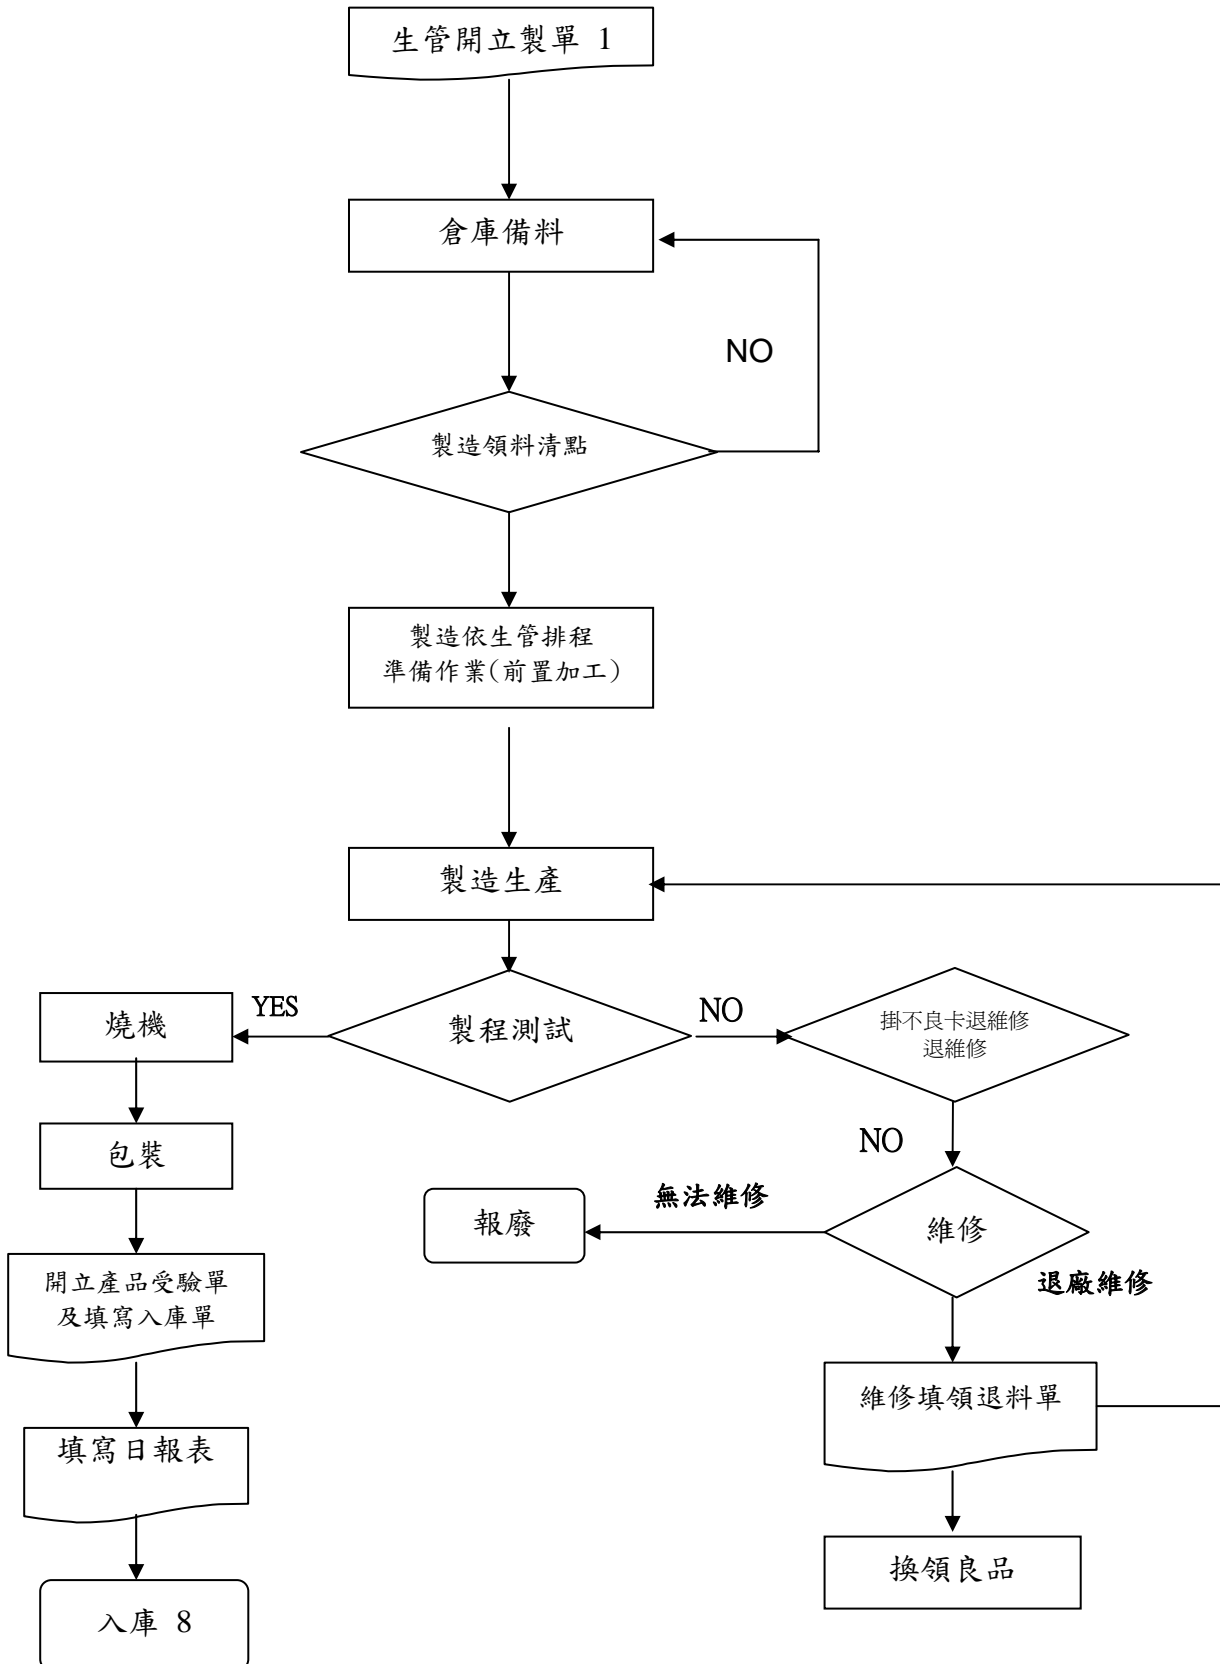 生管開立製單 1
倉庫備料
NO
製造領料清點
製造依生管排程
準備作業(前置加工)
製造生產
燒機
YES
製程測試
NO
掛不良卡退維修
退維修
包裝
NO
報廢
無法維修
維修
開立產品受驗單
及填寫入庫單
退廠維修
填寫日報表
維修填領退料單
換領良品
入庫 8